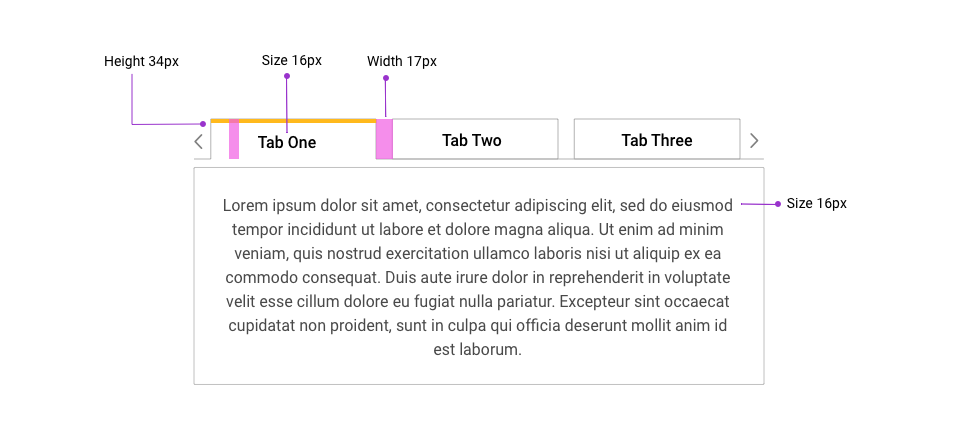 Height 34px
Size 16px
Width 17px
Tab One
Tab Two
Tab Three
Lorem ipsum dolor sit amet, consectetur adipiscing elit, sed do eiusmod
tempor incididunt ut labore et dolore magna aliqua. Ut enim ad minim
veniam, quis nostrud exercitation ullamco laboris nisi ut aliquip ex ea
commodo consequat. Duis aute irure dolor in reprehenderit in voluptate
velit esse cillum dolore eu fugiat nulla pariatur. Excepteur sint occaecat
cupidatat non proident, sunt in culpa qui officia deserunt mollit anim id
est laborum.
Size 16px